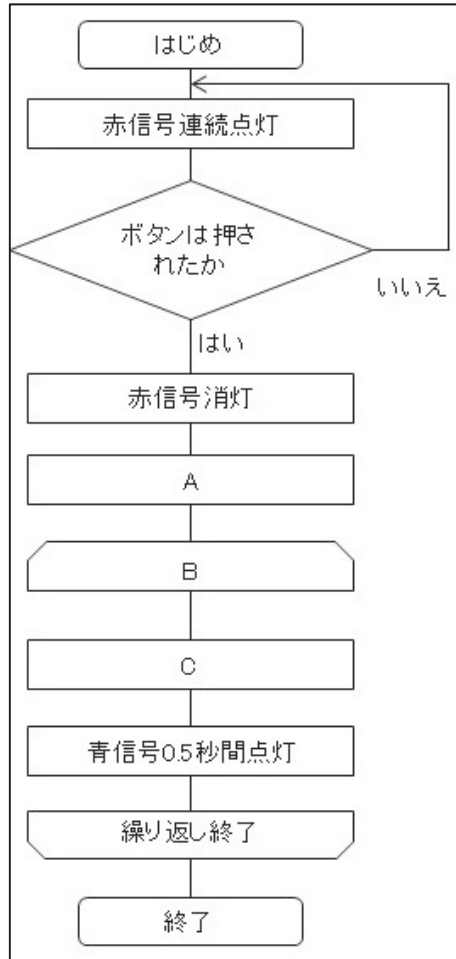 はじめ
赤信号連続点灯
ボタンは押さ
れたか
いいえ
はい
赤信号消灯
A
B
C
青信号0.5秒間点灯
繰り返し終了
終了